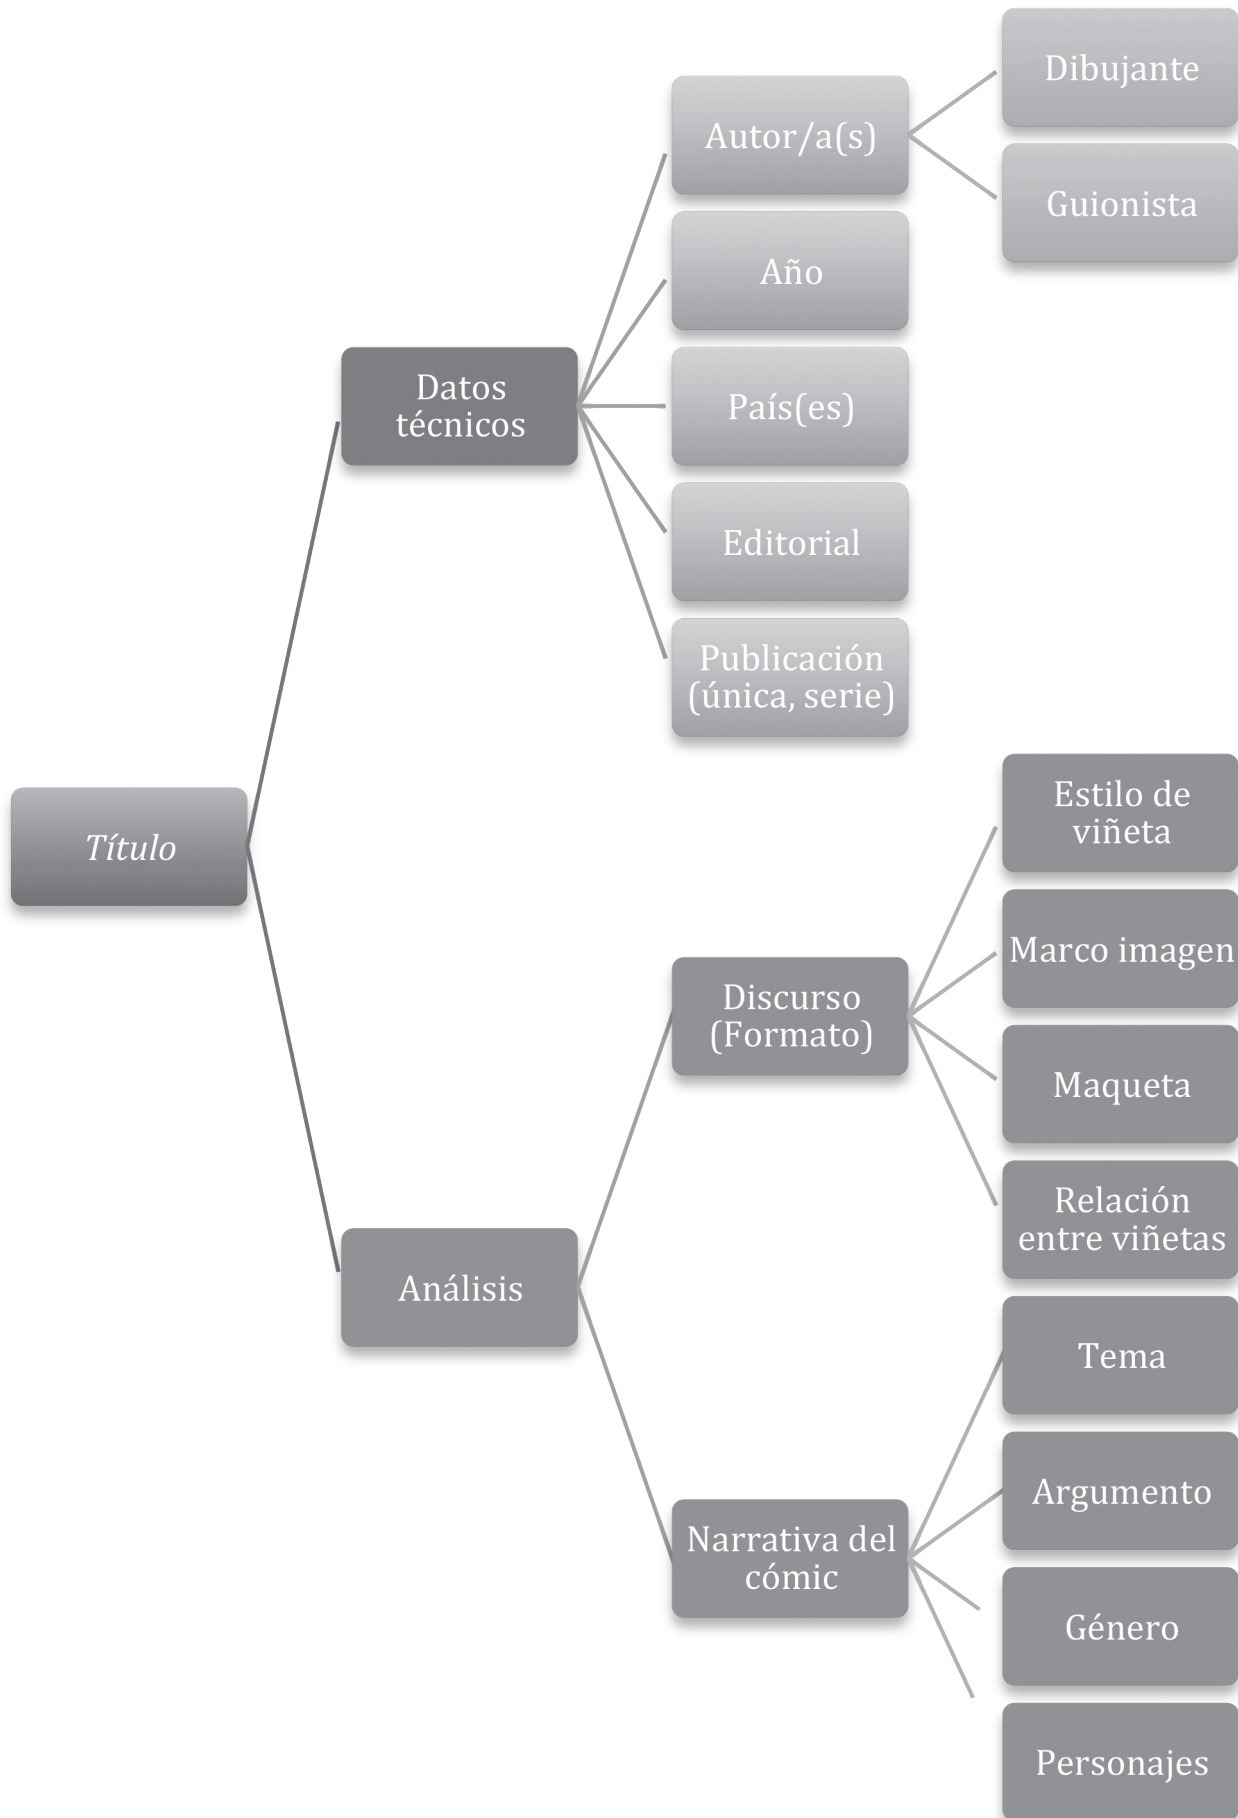 Dibujante
Autor/a(s)
Guionista
Año
Datos
técnicos
País(es)
Editorial
Publicación
(única, serie)
Título
Estilo de
viñeta
Marco imagen
Discurso
(Formato)
Maqueta
Relación
entre viñetas
Análisis
Tema
Argumento
Narrativa del
cómic
Género
Personajes